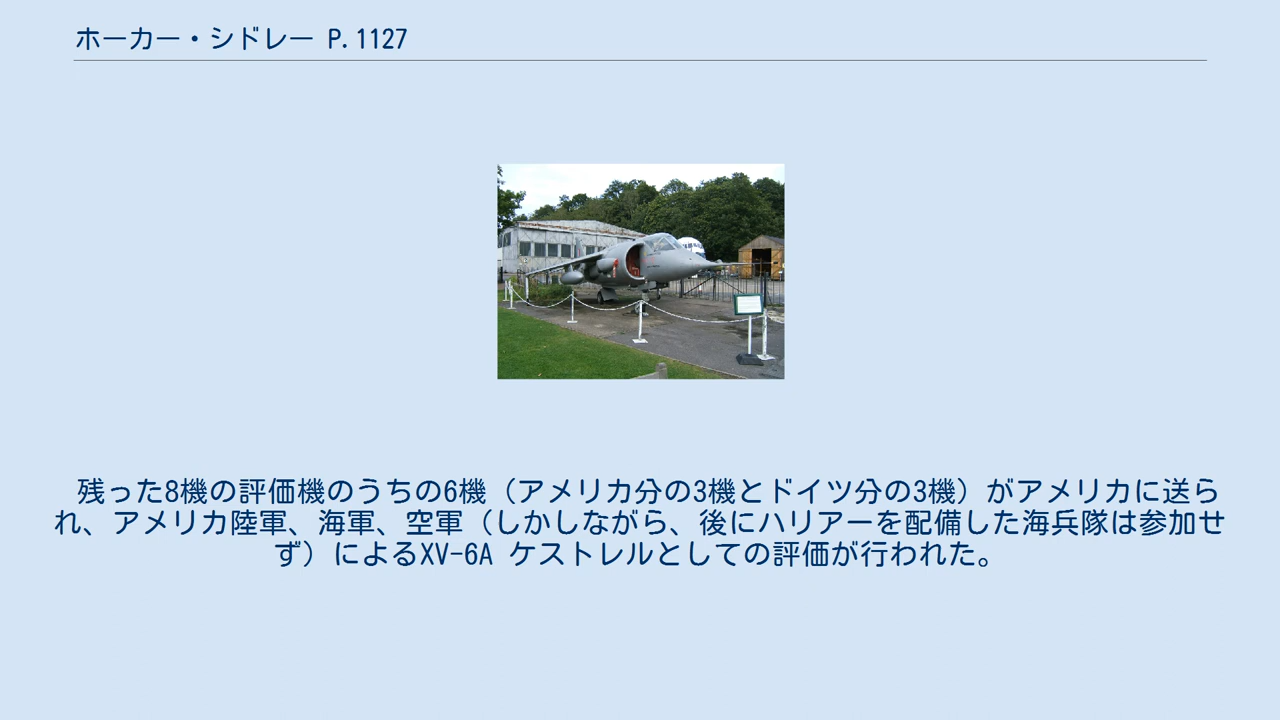 ホーカー・シドレー P.1127
残った8機の評価機のうちの6機（アメリカ分の3機とドイツ分の3機）がアメリカに送ら
れ、アメリカ陸軍、海軍、空軍（しかしながら、後にハリアーを配備した海兵隊は参加せ
ず）によるXV-6A ケストレルとしての評価が行われた。